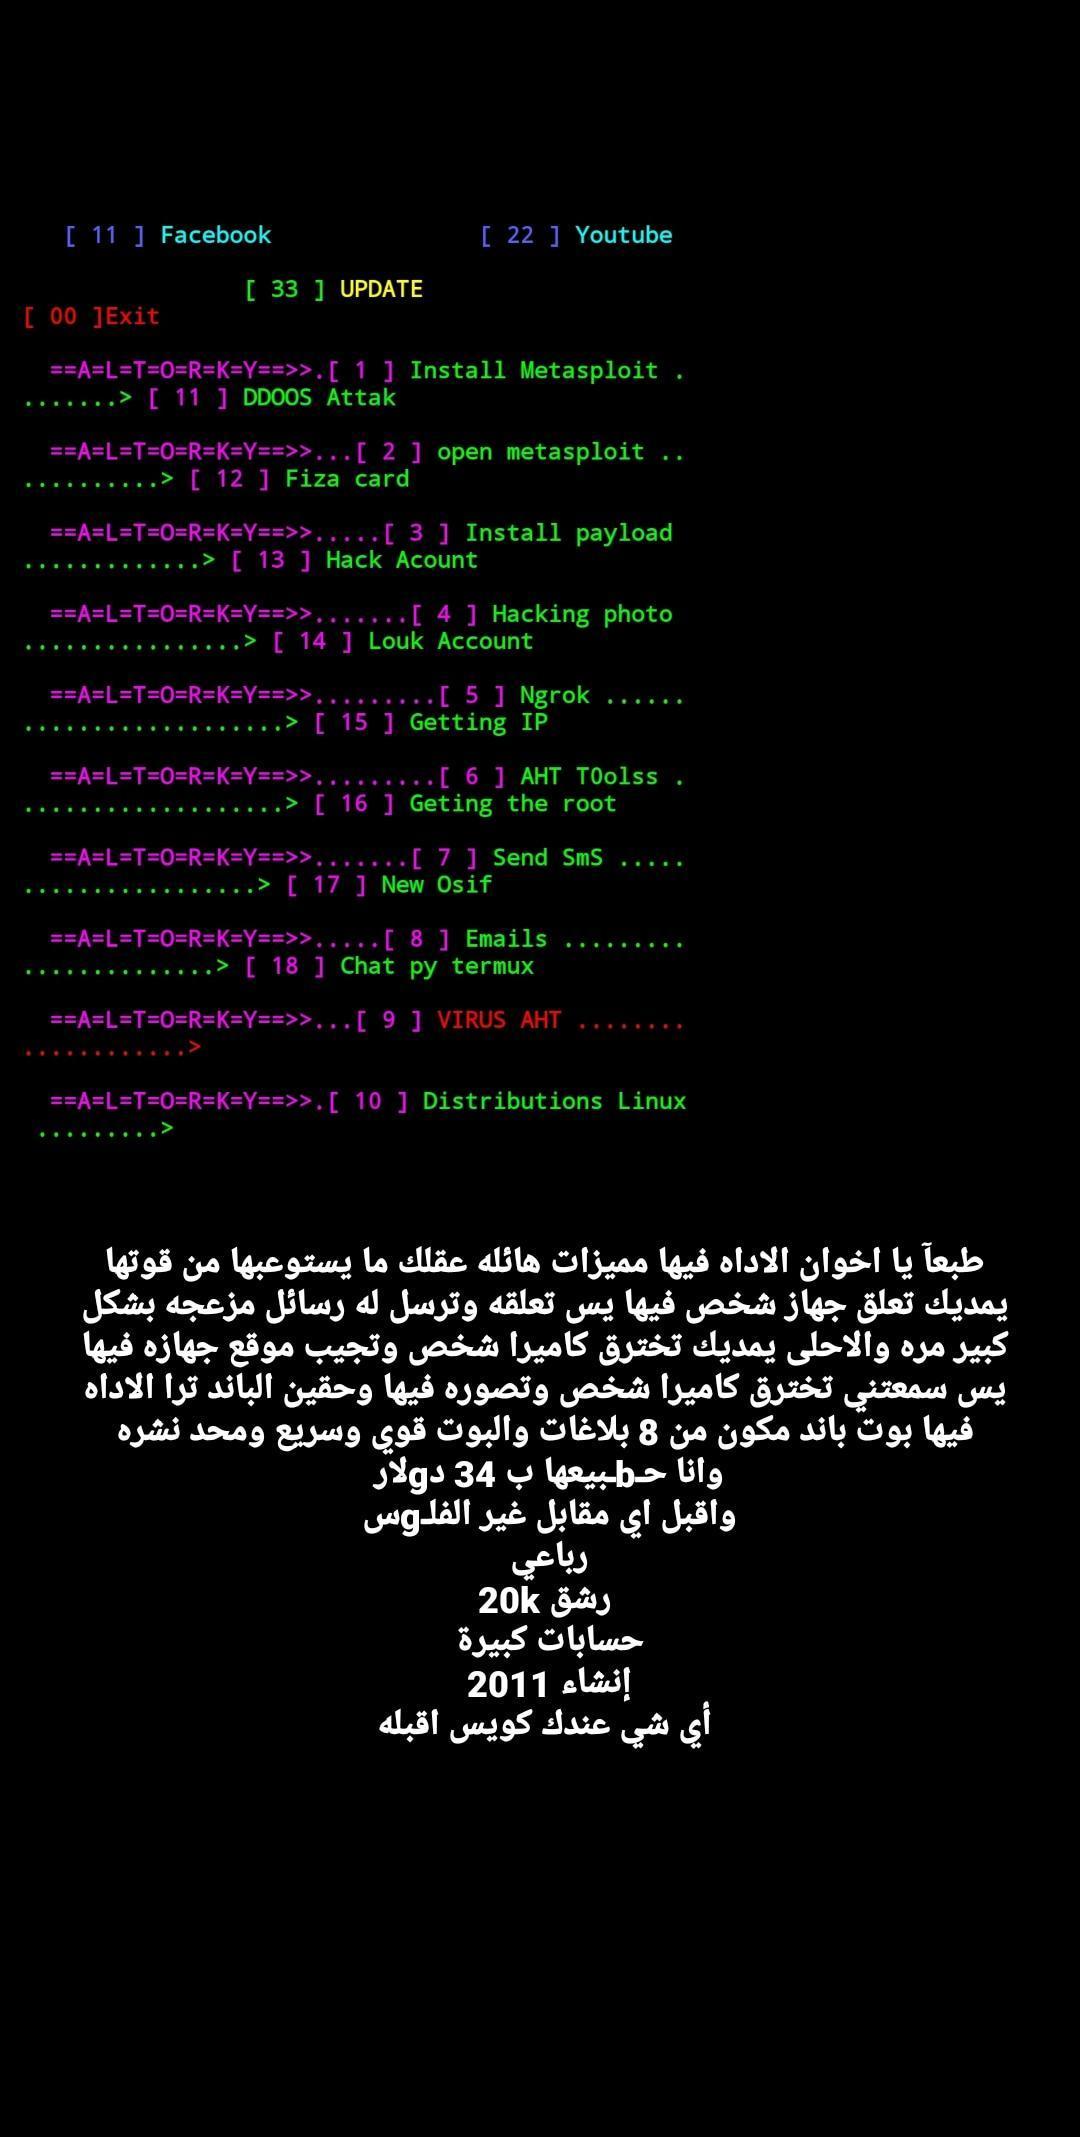 [ 11 ] Facebook [ 22 ] Youtube
[ 33 ] UPDATE
[ 00 ]Exit
==A=L=T=O=R=K=Y==>>.[ 1 ] Install Metasploit .
.......> [ 11 ] DDOOS Attak
==A=L=T=O=R=K=Y==>>...[ 2 ] open metasploit ..
..........> [ 12 ] Fiza card
==A=L=T=O=R=K=Y==>>.....[ 3 ] Install payload
.............> [ 13 ] Hack Acount
==A=L=T=O=R=K=Y==>>.......[ 4 ] Hacking photo
................> [ 14 ] Louk Account
==A=L=T=O=R=K=Y==>>.........[ 5 ] Ngrok ......
...................> [ 15 ] Getting IP
==A=L=T=O=R=K=Y==>>.........[ 6 ] AHT T0olss .
...................> [ 16 ] Geting the root
==A=L=T=O=R=K=Y==>>.......[ 7 ] Send SmS .....
.................> [ 17 ] New Osif
==A=L=T=O=R=K=Y==>>.....[ 8 ] Emails .........
..............> [ 18 ] Chat py termux
==A=L=T=O=R=K=Y==>>...[ 9 ] VIRUS AHT ........
............>
==A=L=T=O=R=K=Y==>>.[ 10 ] Distributions Linux
.........>
طبعآ يا اخوان الاداه فيها مميزات هائله عقلك ما يستوعبها من قوتها
يمديك تعلق جهاز شخص فيها يس تعلقه وترسل له رسائل مزعجه بشكل
كبير مره والاحلى يمديك تخترق كاميرا شخص وتجيب موقع جهازه فيها
يس سمعتني تخترق كاميرا شخص وتصوره فيها وحقين الباند ترا الاداه
فيها بوت باند مكون من 8 بلاغات والبوت قوي وسريع ومحد نشره
وانا حـbـبيعها ب 34 دgلار
واقبل اي مقابل غير الفلـgس
رباعي
رشق 20k
حسابات كبيرة
إنشاء 2011
أي شي عندك كويس اقبله